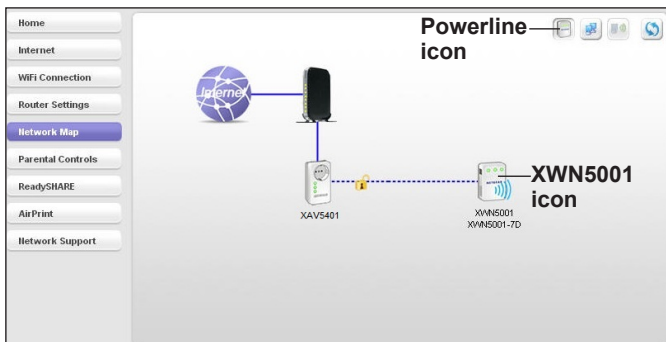 Home
Internet
WiFi Connection
Router Settings
Network Map
Parental Controls
ReadySHARE
AirPrint
Network Support
Powerline
icon
Internet
XAV5401
XWN5001
XWN5001-7D
XWN5001
icon